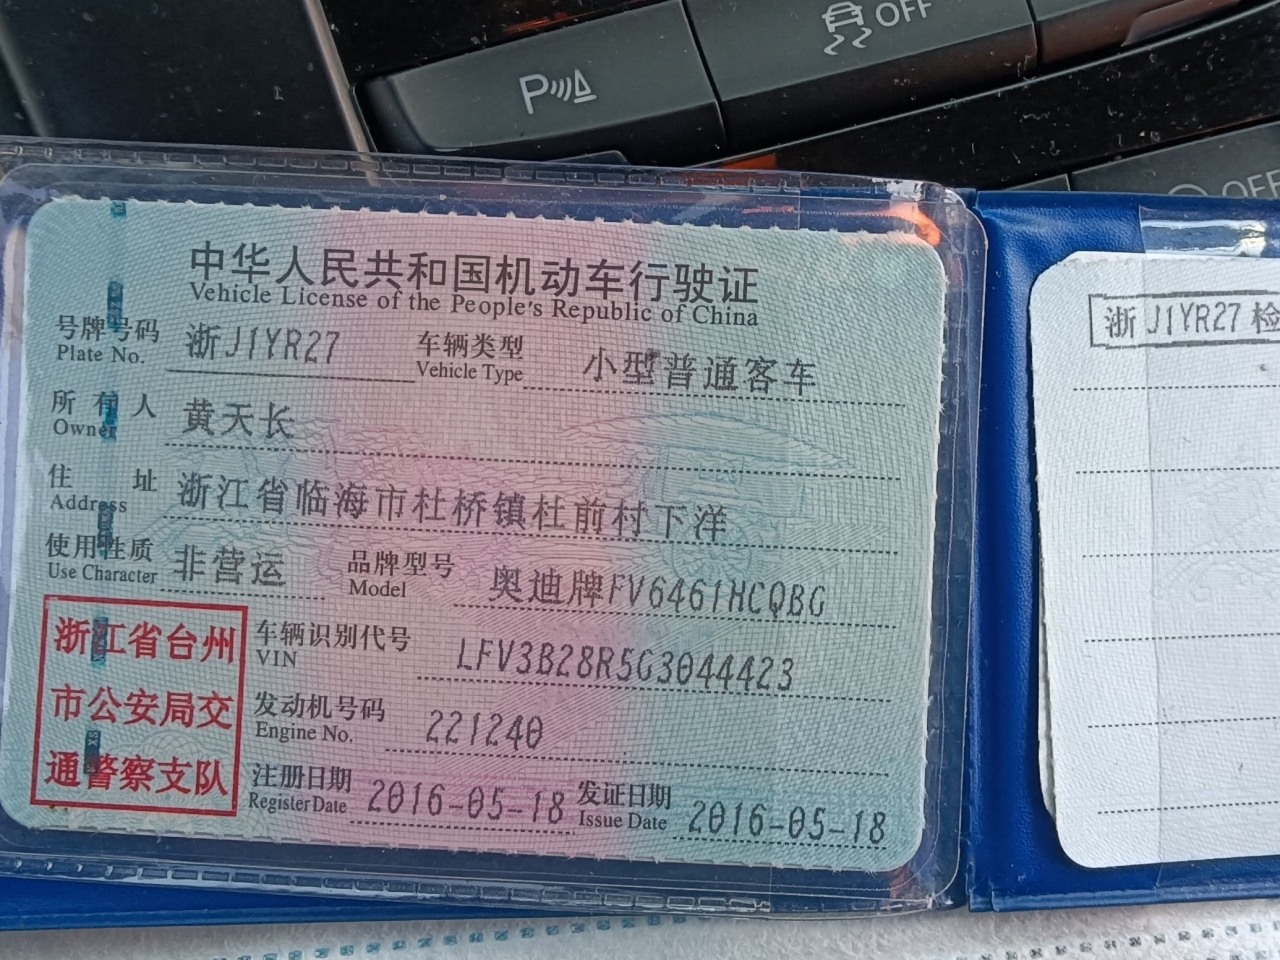 P
OFF
OFF
中华人民共和国机动车行驶证
Vehicle License of the People's Republic of China
号牌号码 浙J1YR27 车辆类型 小型普通客车
Plate No. Vehicle Type
所有人 黄天长
Owner
住址 浙江省临海市杜桥镇杜前村下洋
Address
使用性质 非营运 品牌型号 奥迪牌FV6461HCQBG
Use Character Model
车辆识别代号 LFV3B28R5G3044423
VIN
发动机号码 221240
Engine No.
注册日期 2016-05-18 发证日期 2016-05-18
Register Date Issue Date
浙江省台州
市公安局交
通警察支队
浙J1YR27 检